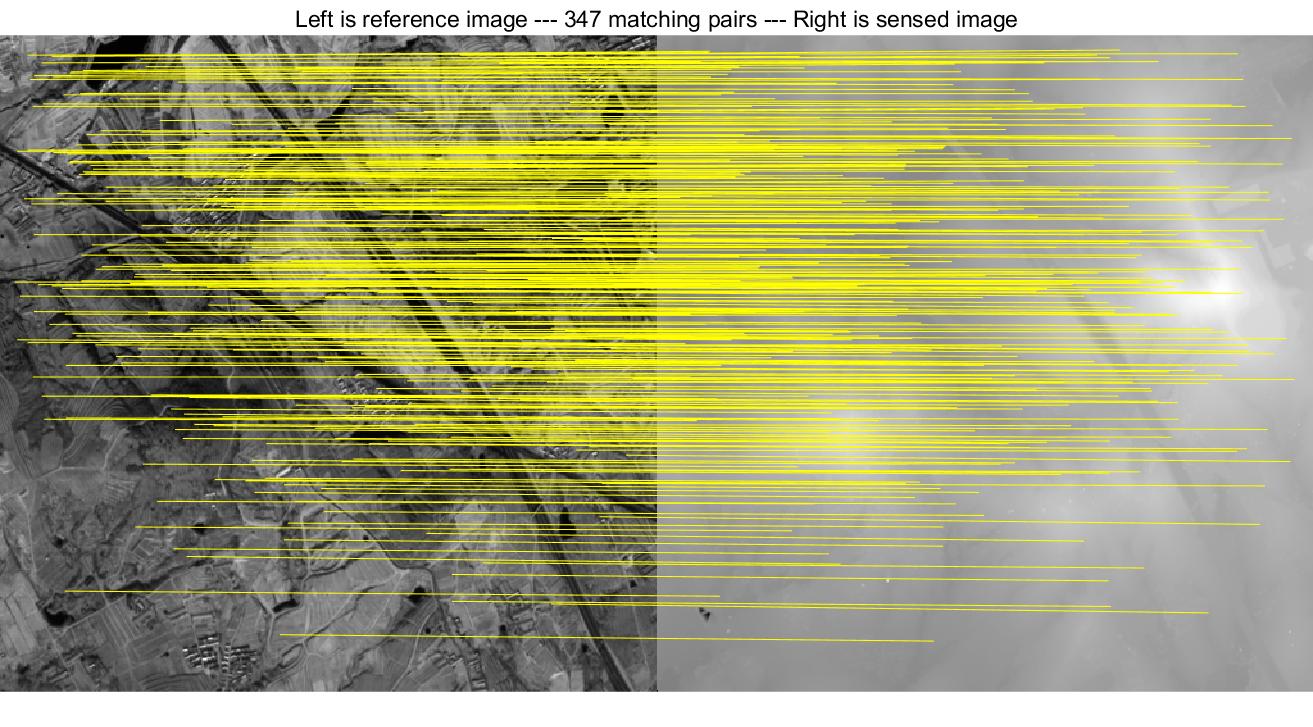 Left is reference image --- 347 matching pairs --- Right is sensed image